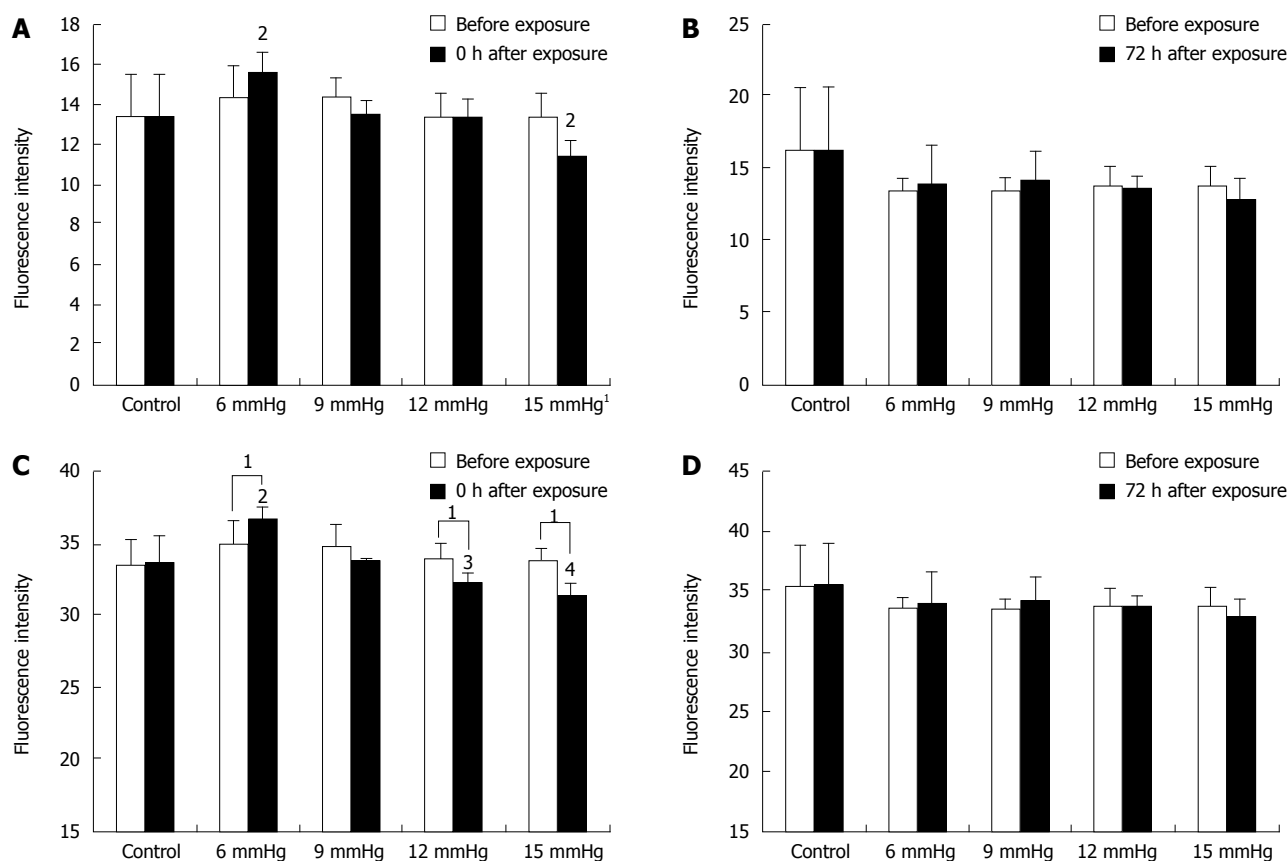 A
Before exposure
0 h after exposure
Fluorescence intensity
18
16
14
12
10
8
6
4
2
0
2
2
Control 6 mmHg 9 mmHg 12 mmHg 15 mmHg¹
B
Before exposure
72 h after exposure
Fluorescence intensity
25
20
15
10
5
0
Control 6 mmHg 9 mmHg 12 mmHg 15 mmHg
C
Before exposure
0 h after exposure
Fluorescence intensity
40
35
30
25
20
15
1
2
1
3
1
4
Control 6 mmHg 9 mmHg 12 mmHg 15 mmHg
D
Before exposure
72 h after exposure
Fluorescence intensity
45
40
35
30
25
20
15
Control 6 mmHg 9 mmHg 12 mmHg 15 mmHg